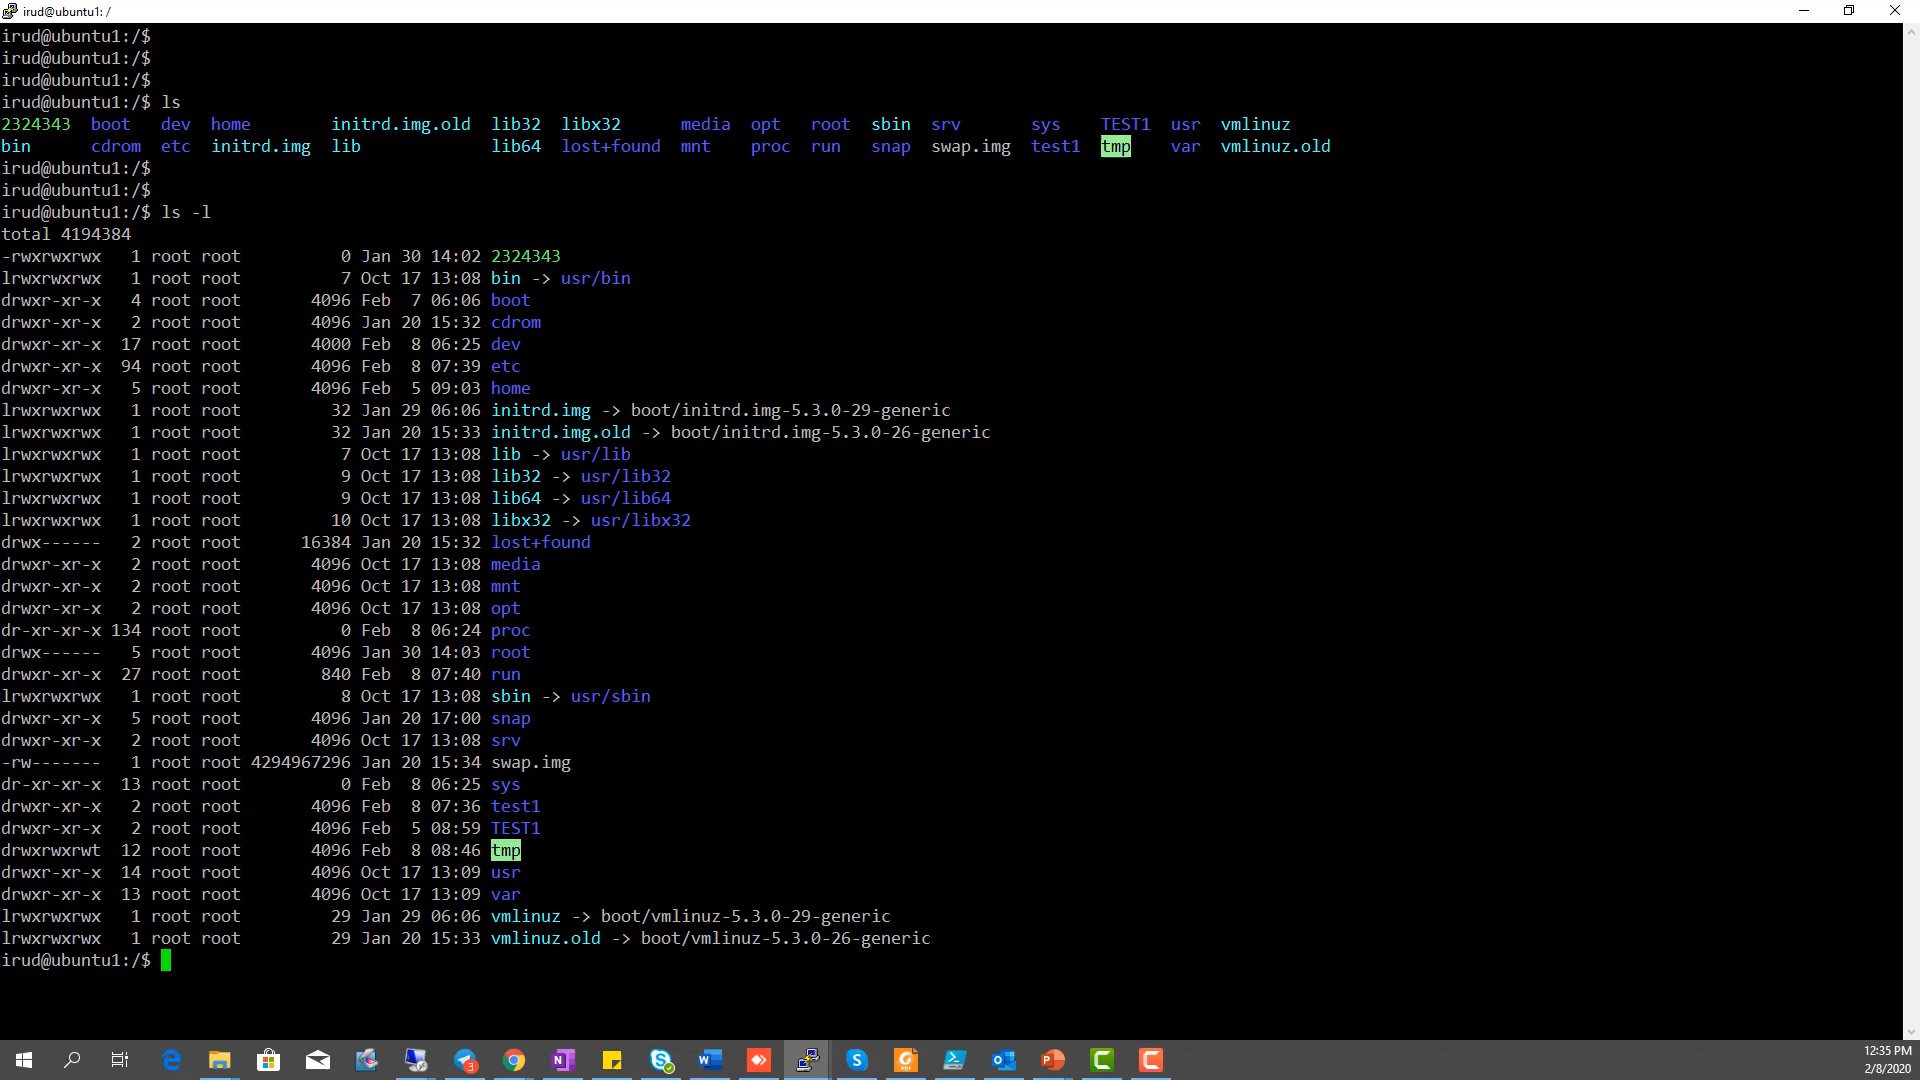 irud@ubuntu1: /
irud@ubuntu1:/$
irud@ubuntu1:/$
irud@ubuntu1:/$
irud@ubuntu1:/$ ls
2324343  boot   dev  home       initrd.img.old  lib32  libx32      media  opt   root  sbin  srv       sys    TEST1  usr  vmlinuz
bin      cdrom  etc  initrd.img  lib             lib64  lost+found  mnt    proc  run   snap  swap.img  test1  tmp    var  vmlinuz.old
irud@ubuntu1:/$
irud@ubuntu1:/$
irud@ubuntu1:/$ ls -l
total 4194384
-rwxrwxrwx   1 root root          0 Jan 30 14:02 2324343
lrwxrwxrwx   1 root root          7 Oct 17 13:08 bin -> usr/bin
drwxr-xr-x   4 root root       4096 Feb  7 06:06 boot
drwxr-xr-x   2 root root       4096 Jan 20 15:32 cdrom
drwxr-xr-x  17 root root       4000 Feb  8 06:25 dev
drwxr-xr-x  94 root root       4096 Feb  8 07:39 etc
drwxr-xr-x   5 root root       4096 Feb  5 09:03 home
lrwxrwxrwx   1 root root         32 Jan 29 06:06 initrd.img -> boot/initrd.img-5.3.0-29-generic
lrwxrwxrwx   1 root root         32 Jan 20 15:33 initrd.img.old -> boot/initrd.img-5.3.0-26-generic
lrwxrwxrwx   1 root root          7 Oct 17 13:08 lib -> usr/lib
lrwxrwxrwx   1 root root          9 Oct 17 13:08 lib32 -> usr/lib32
lrwxrwxrwx   1 root root          9 Oct 17 13:08 lib64 -> usr/lib64
lrwxrwxrwx   1 root root         10 Oct 17 13:08 libx32 -> usr/libx32
drwx------   2 root root      16384 Jan 20 15:32 lost+found
drwxr-xr-x   2 root root       4096 Oct 17 13:08 media
drwxr-xr-x   2 root root       4096 Oct 17 13:08 mnt
drwxr-xr-x   2 root root       4096 Oct 17 13:08 opt
dr-xr-xr-x 134 root root          0 Feb  8 06:24 proc
drwx------   5 root root       4096 Jan 30 14:03 root
drwxr-xr-x  27 root root        840 Feb  8 07:40 run
lrwxrwxrwx   1 root root          8 Oct 17 13:08 sbin -> usr/sbin
drwxr-xr-x   5 root root       4096 Jan 20 17:00 snap
drwxr-xr-x   2 root root       4096 Oct 17 13:08 srv
-rw-------   1 root root 4294967296 Jan 20 15:34 swap.img
dr-xr-xr-x  13 root root          0 Feb  8 06:25 sys
drwxr-xr-x   2 root root       4096 Feb  8 07:36 test1
drwxr-xr-x   2 root root       4096 Feb  5 08:59 TEST1
drwxrwxrwt  12 root root       4096 Feb  8 08:46 tmp
drwxr-xr-x  14 root root       4096 Oct 17 13:09 usr
drwxr-xr-x  13 root root       4096 Oct 17 13:09 var
lrwxrwxrwx   1 root root         29 Jan 29 06:06 vmlinuz -> boot/vmlinuz-5.3.0-29-generic
lrwxrwxrwx   1 root root         29 Jan 20 15:33 vmlinuz.old -> boot/vmlinuz-5.3.0-26-generic
irud@ubuntu1:/$
12:35 PM
2/8/2020